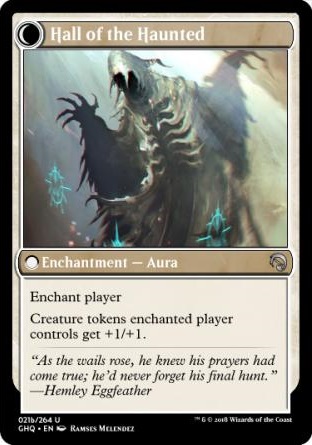 Hall of the Haunted
Enchantment — Aura
Enchant player
Creature tokens enchanted player
controls get +1/+1.
“As the wails rose, he knew his prayers had
come true; he’d never forget his final hunt.”
—Hemley Eggfeather
021b/264 U
GHQ • EN Ramses Melendez
™ & © 2018 Wizards of the Coast